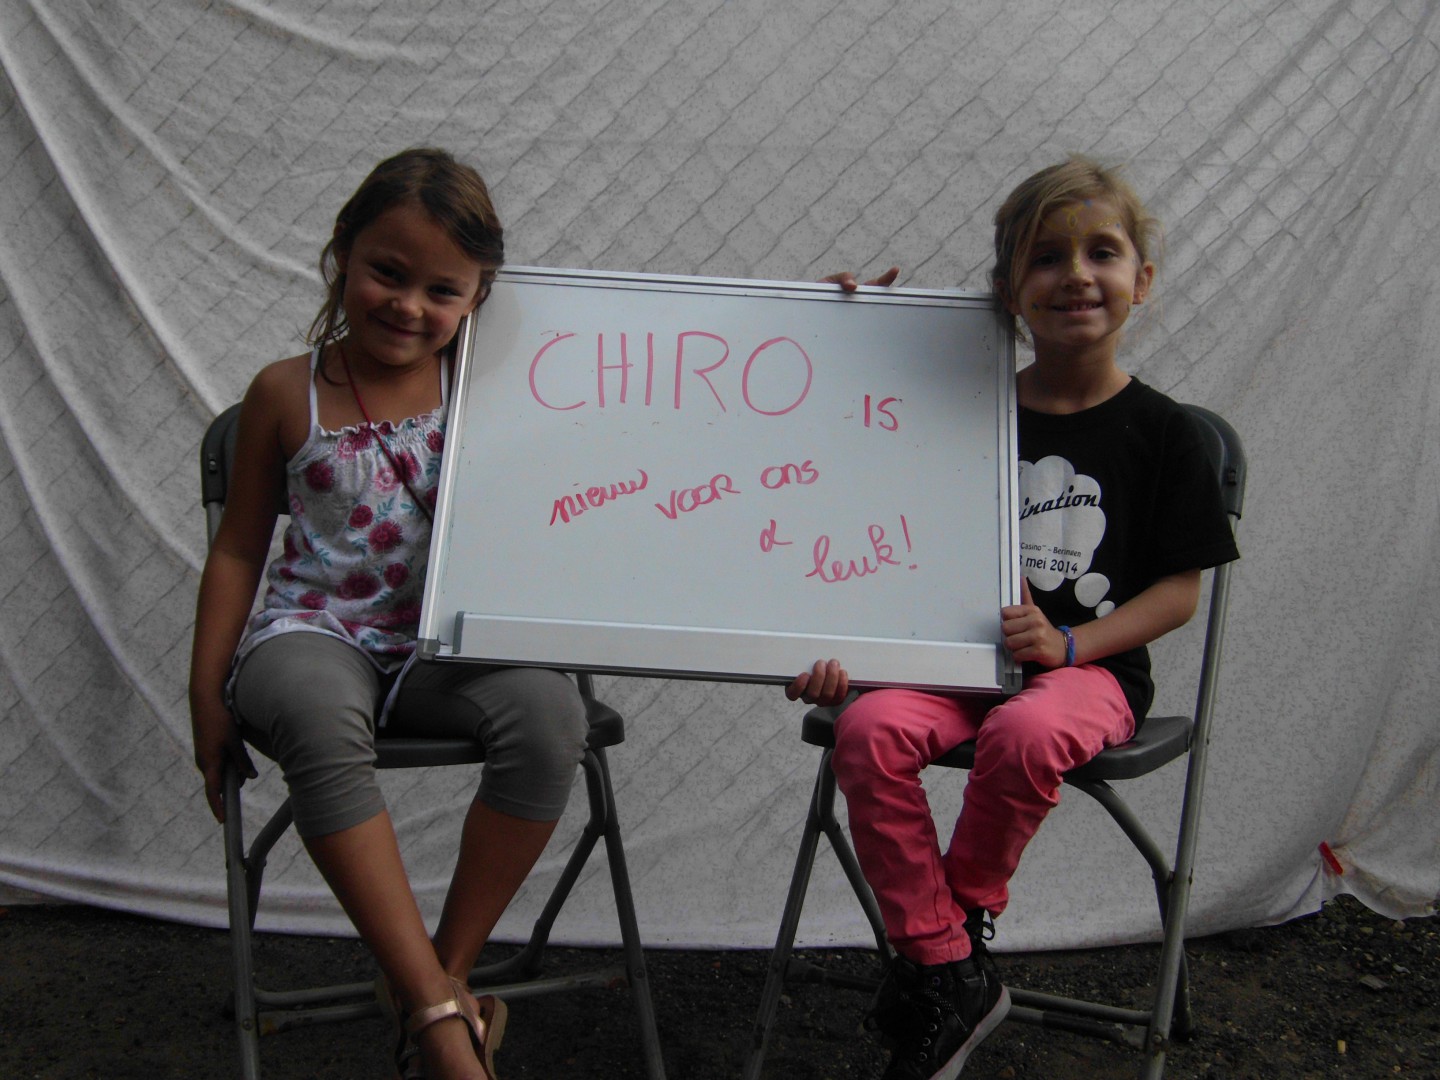 CHIRO is
nieuw voor ons
& leuk!
ination
Casino
- Beringen
mei 2014